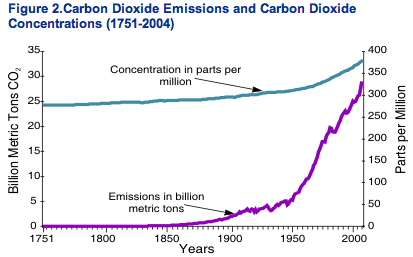 Figure 2.Carbon Dioxide Emissions and Carbon Dioxide
Concentrations (1751-2004)
Billion Metric Tons CO2
35
30
25
20
15
10
5
0
Concentration in parts per
million
Emissions in billion
metric tons
400
350
300
250
200
150
100
50
0
Parts per Million
1751 1800 1850 1900 1950 2000
Years